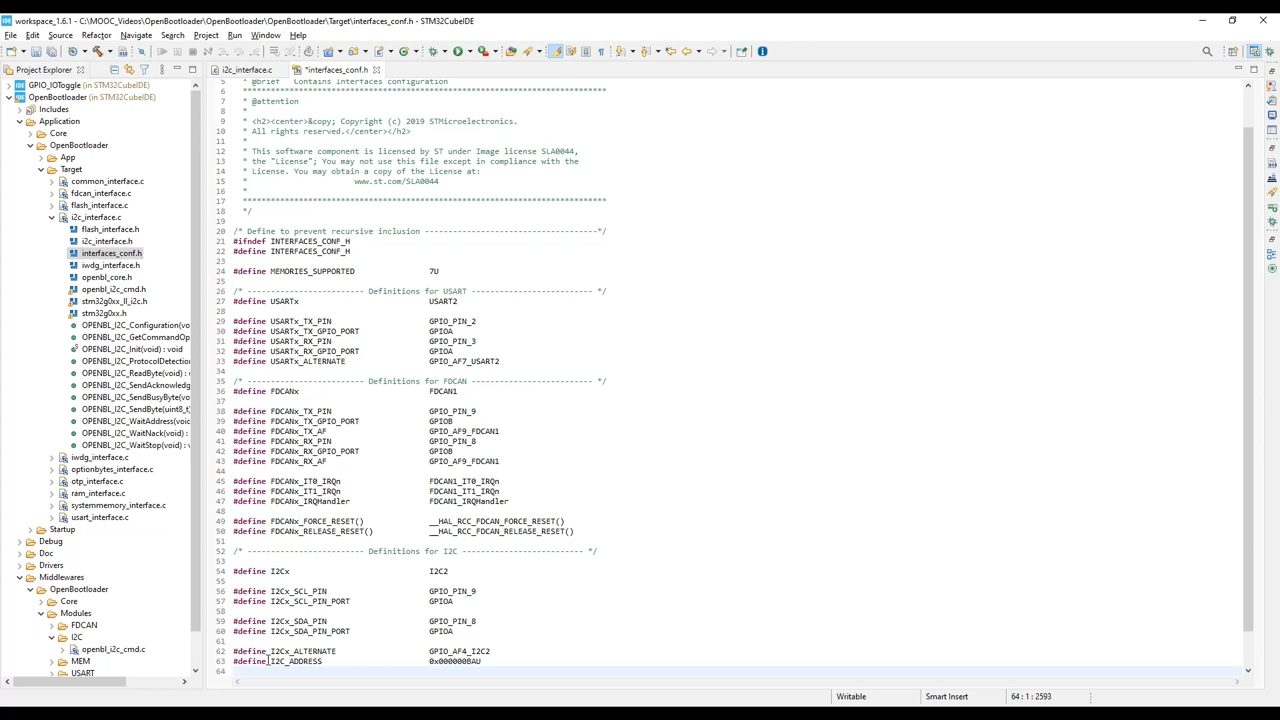 workspace_1.6.1 - C:\MOOC_Videos\OpenBootloader\OpenBootloader\OpenBootloader\Target\interfaces_conf.h - STM32CubeIDE
File Edit Source Refactor Navigate Search Project Run Window Help
Project Explorer
i2c_interface.c
*interfaces_conf.h
GPIO_IOToggle (in STM32CubeIDE)
OpenBootloader (in STM32CubeIDE)
Includes
Application
Core
OpenBootloader
App
Target
common_interface.c
fdcan_interface.c
flash_interface.c
i2c_interface.c
flash_interface.h
i2c_interface.h
interfaces_conf.h
iwdg_interface.h
openbl_core.h
openbl_i2c_cmd.h
stm32g0xx_ll_i2c.h
stm32g0xx.h
OPENBL_I2C_Configuration(vo
OPENBL_I2C_GetCommandOp
OPENBL_I2C_Init(void) : void
OPENBL_I2C_ProtocolDetectio
OPENBL_I2C_ReadByte(void) :
OPENBL_I2C_SendAcknowledg
OPENBL_I2C_SendBusyByte(vo
OPENBL_I2C_SendByte(uint8_t)
OPENBL_I2C_WaitAddress(voi
OPENBL_I2C_WaitNack(void) :
OPENBL_I2C_WaitStop(void) :
iwdg_interface.c
optionbytes_interface.c
otp_interface.c
ram_interface.c
systemmemory_interface.c
usart_interface.c
Startup
Debug
Doc
Drivers
Middlewares
OpenBootloader
Core
Modules
FDCAN
I2C
openbl_i2c_cmd.c
MEM
USART
5 * @brief Contains Interfaces configuration
6 ******************************************************************************
7 * @attention
8 *
9 * <h2><center>&copy; Copyright (c) 2019 STMicroelectronics.
10 * All rights reserved.</center></h2>
11 *
12 * This software component is licensed by ST under Image license SLA0044,
13 * the "License"; You may not use this file except in compliance with the
14 * License. You may obtain a copy of the License at:
15 * www.st.com/SLA0044
16 *
17 ******************************************************************************
18 */
19
20 /* Define to prevent recursive inclusion -------------------------------------*/
21 #ifndef INTERFACES_CONF_H
22 #define INTERFACES_CONF_H
23
24 #define MEMORIES_SUPPORTED 7U
25
26 /* ------------------------- Definitions for USART -------------------------- */
27 #define USARTx USART2
28
29 #define USARTx_TX_PIN GPIO_PIN_2
30 #define USARTx_TX_GPIO_PORT GPIOA
31 #define USARTx_RX_PIN GPIO_PIN_3
32 #define USARTx_RX_GPIO_PORT GPIOA
33 #define USARTx_ALTERNATE GPIO_AF7_USART2
34
35 /* ------------------------- Definitions for FDCAN -------------------------- */
36 #define FDCANx FDCAN1
37
38 #define FDCANx_TX_PIN GPIO_PIN_9
39 #define FDCANx_TX_GPIO_PORT GPIOB
40 #define FDCANx_TX_AF GPIO_AF9_FDCAN1
41 #define FDCANx_RX_PIN GPIO_PIN_8
42 #define FDCANx_RX_GPIO_PORT GPIOB
43 #define FDCANx_RX_AF GPIO_AF9_FDCAN1
44
45 #define FDCANx_IT0_IRQn FDCAN1_IT0_IRQn
46 #define FDCANx_IT1_IRQn FDCAN1_IT1_IRQn
47 #define FDCANx_IRQHandler FDCAN1_IRQHandler
48
49 #define FDCANx_FORCE_RESET() __HAL_RCC_FDCAN_FORCE_RESET()
50 #define FDCANx_RELEASE_RESET() __HAL_RCC_FDCAN_RELEASE_RESET()
51
52 /* ------------------------- Definitions for I2C -------------------------- */
53
54 #define I2Cx I2C2
55
56 #define I2Cx_SCL_PIN GPIO_PIN_9
57 #define I2Cx_SCL_PIN_PORT GPIOA
58
59 #define I2Cx_SDA_PIN GPIO_PIN_8
60 #define I2Cx_SDA_PIN_PORT GPIOA
61
62 #define I2Cx_ALTERNATE GPIO_AF4_I2C2
63 #define I2C_ADDRESS 0x000000BAU
64
Writable Smart Insert 64 : 1 : 2593